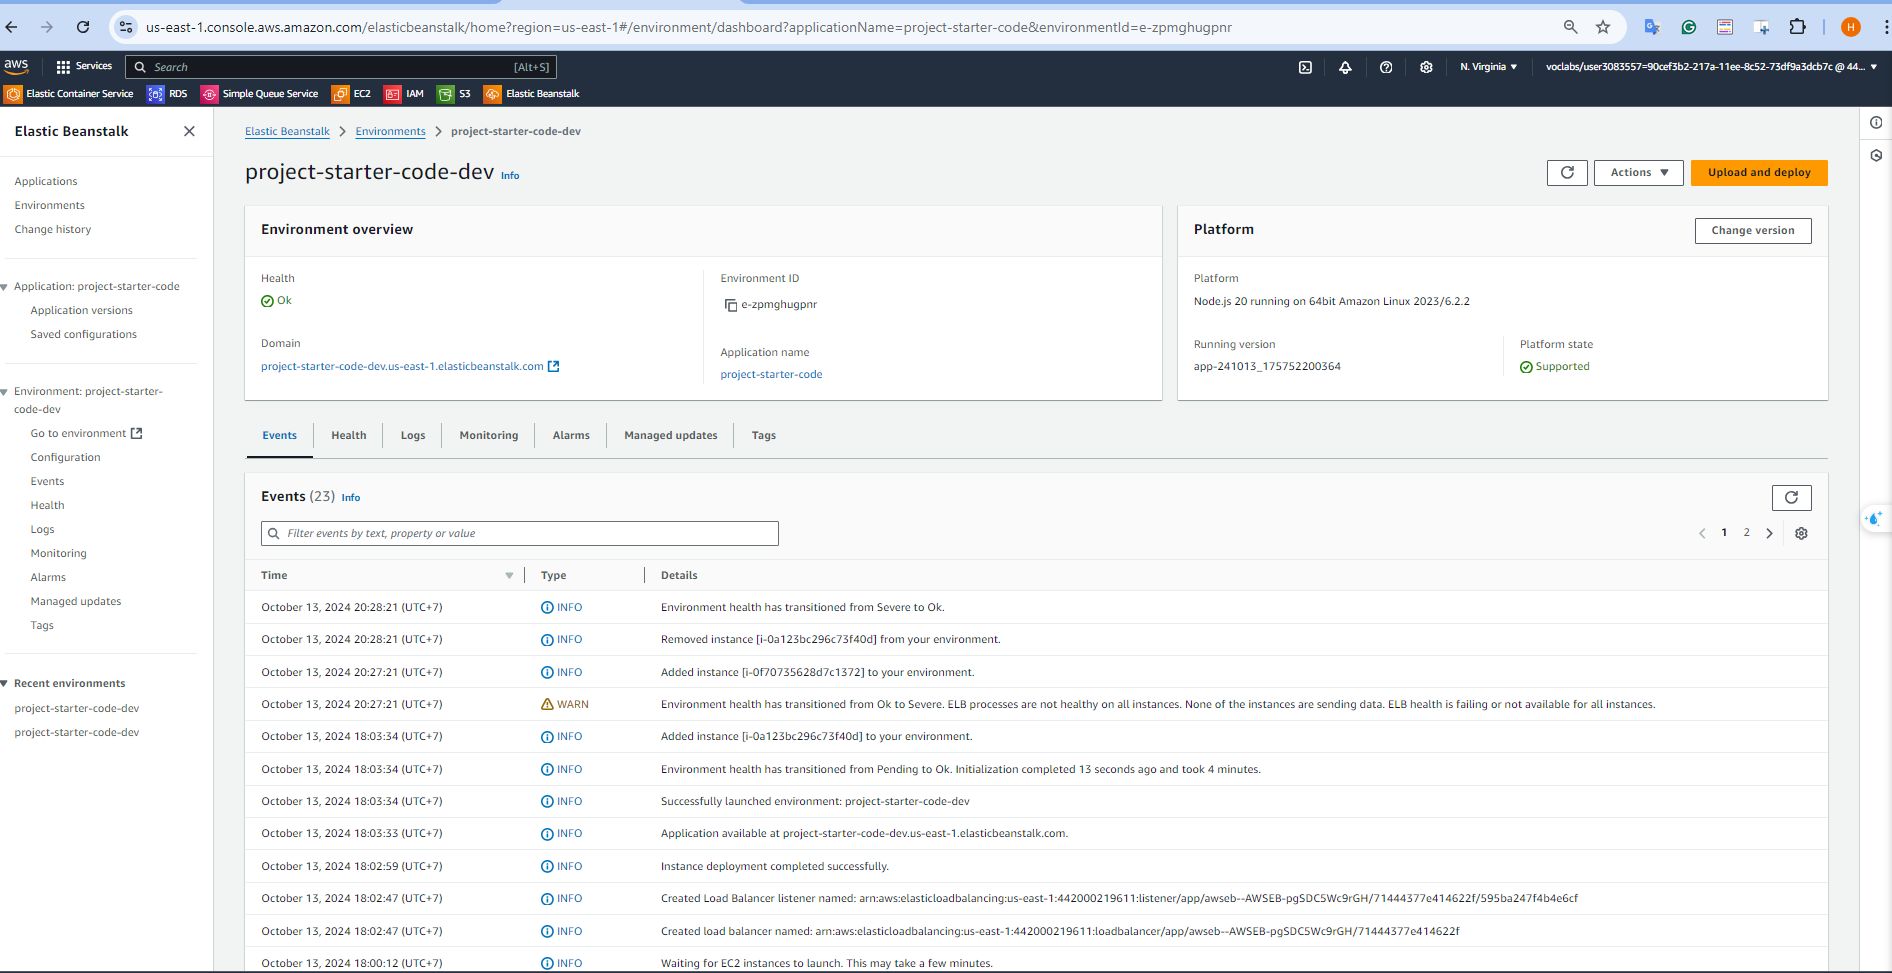 us-east-1.console.aws.amazon.com/elasticbeanstalk/home?region=us-east-1#/environment/dashboard?applicationName=project-starter-code&environmentId=e-zpmghugpnr
H
aws
Services
Search
[Alt+S]
N. Virginia
voclabs/user3083557=90cef3b2-217a-11ee-8c52-73df9a3dcb7c @ 44...
Elastic Container Service
RDS
Simple Queue Service
EC2
IAM
S3
Elastic Beanstalk
Elastic Beanstalk
Applications
Environments
Change history
Application: project-starter-code
Application versions
Saved configurations
Environment: project-starter-
code-dev
Go to environment
Configuration
Events
Health
Logs
Monitoring
Alarms
Managed updates
Tags
Recent environments
project-starter-code-dev
project-starter-code-dev
Elastic Beanstalk > Environments > project-starter-code-dev
project-starter-code-dev Info
Actions
Upload and deploy
Environment overview
Health
Ok
Domain
project-starter-code-dev.us-east-1.elasticbeanstalk.com
Environment ID
e-zpmghugpnr
Application name
project-starter-code
Platform
Change version
Platform
Node.js 20 running on 64bit Amazon Linux 2023/6.2.2
Running version
app-241013_175752200364
Platform state
Supported
Events
Health
Logs
Monitoring
Alarms
Managed updates
Tags
Events (23) Info
Filter events by text, property or value
1 2
Time Type Details
October 13, 2024 20:28:21 (UTC+7) INFO Environment health has transitioned from Severe to Ok.
October 13, 2024 20:28:21 (UTC+7) INFO Removed instance [i-0a123bc296c73f40d] from your environment.
October 13, 2024 20:27:21 (UTC+7) INFO Added instance [i-0f70735628d7c1372] to your environment.
October 13, 2024 20:27:21 (UTC+7) WARN Environment health has transitioned from Ok to Severe. ELB processes are not healthy on all instances. None of the instances are sending data. ELB health is failing or not available for all instances.
October 13, 2024 18:03:34 (UTC+7) INFO Added instance [i-0a123bc296c73f40d] to your environment.
October 13, 2024 18:03:34 (UTC+7) INFO Environment health has transitioned from Pending to Ok. Initialization completed 13 seconds ago and took 4 minutes.
October 13, 2024 18:03:34 (UTC+7) INFO Successfully launched environment: project-starter-code-dev
October 13, 2024 18:03:33 (UTC+7) INFO Application available at project-starter-code-dev.us-east-1.elasticbeanstalk.com.
October 13, 2024 18:02:59 (UTC+7) INFO Instance deployment completed successfully.
October 13, 2024 18:02:47 (UTC+7) INFO Created Load Balancer listener named: arn:aws:elasticloadbalancing:us-east-1:442000219611:listener/app/awseb--AWSEB-pgSDC5Wc9rGH/71444377e414622f/595ba247f4b4e6cf
October 13, 2024 18:02:47 (UTC+7) INFO Created load balancer named: arn:aws:elasticloadbalancing:us-east-1:442000219611:loadbalancer/app/awseb--AWSEB-pgSDC5Wc9rGH/71444377e414622f
October 13, 2024 18:00:12 (UTC+7) INFO Waiting for EC2 instances to launch. This may take a few minutes.